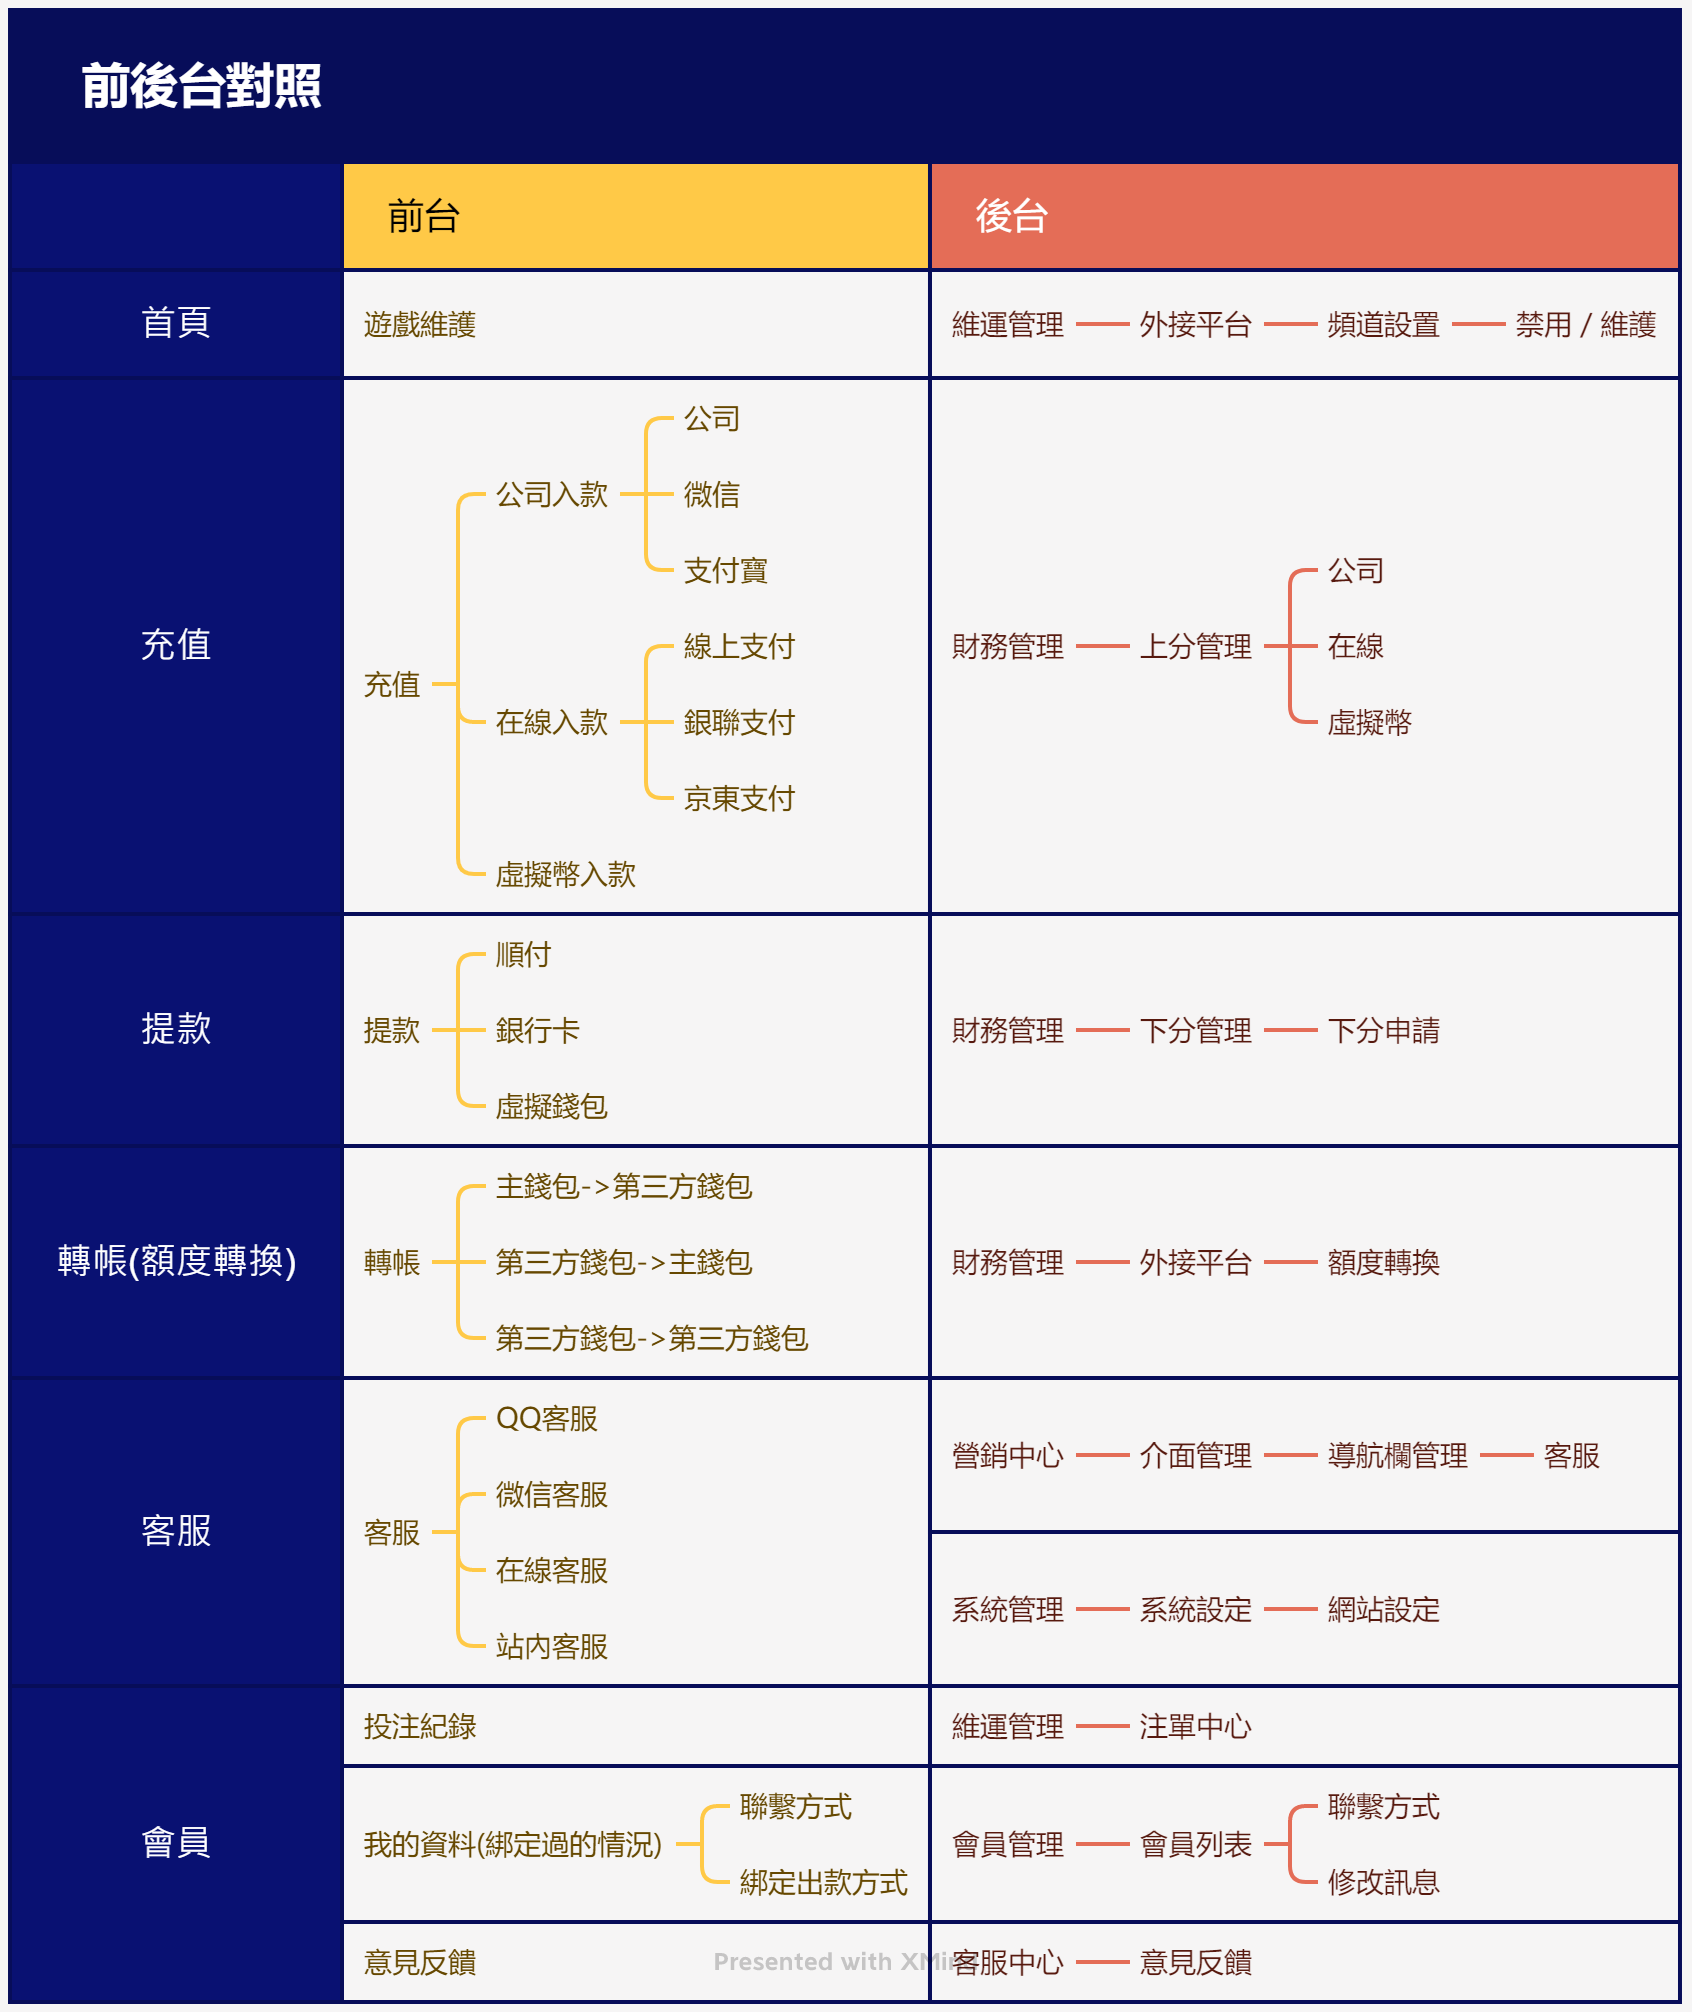 前後台對照
前台
後台
首頁
遊戲維護
維運管理 外接平台 頻道設置 禁用 / 維護
充值
充值
公司入款
公司
微信
支付寶
在線入款
線上支付
銀聯支付
京東支付
虛擬幣入款
財務管理 上分管理
公司
在線
虛擬幣
提款
提款
順付
銀行卡
虛擬錢包
財務管理 下分管理 下分申請
轉帳(額度轉換)
轉帳
主錢包->第三方錢包
第三方錢包->主錢包
第三方錢包->第三方錢包
財務管理 外接平台 額度轉換
客服
客服
QQ客服
微信客服
在線客服
站內客服
營銷中心 介面管理 導航欄管理 客服
系統管理 系統設定 網站設定
會員
投注紀錄
維運管理 注單中心
我的資料(綁定過的情況)
聯繫方式
綁定出款方式
會員管理 會員列表
聯繫方式
修改訊息
意見反饋
客服中心 意見反饋
Presented with XMind